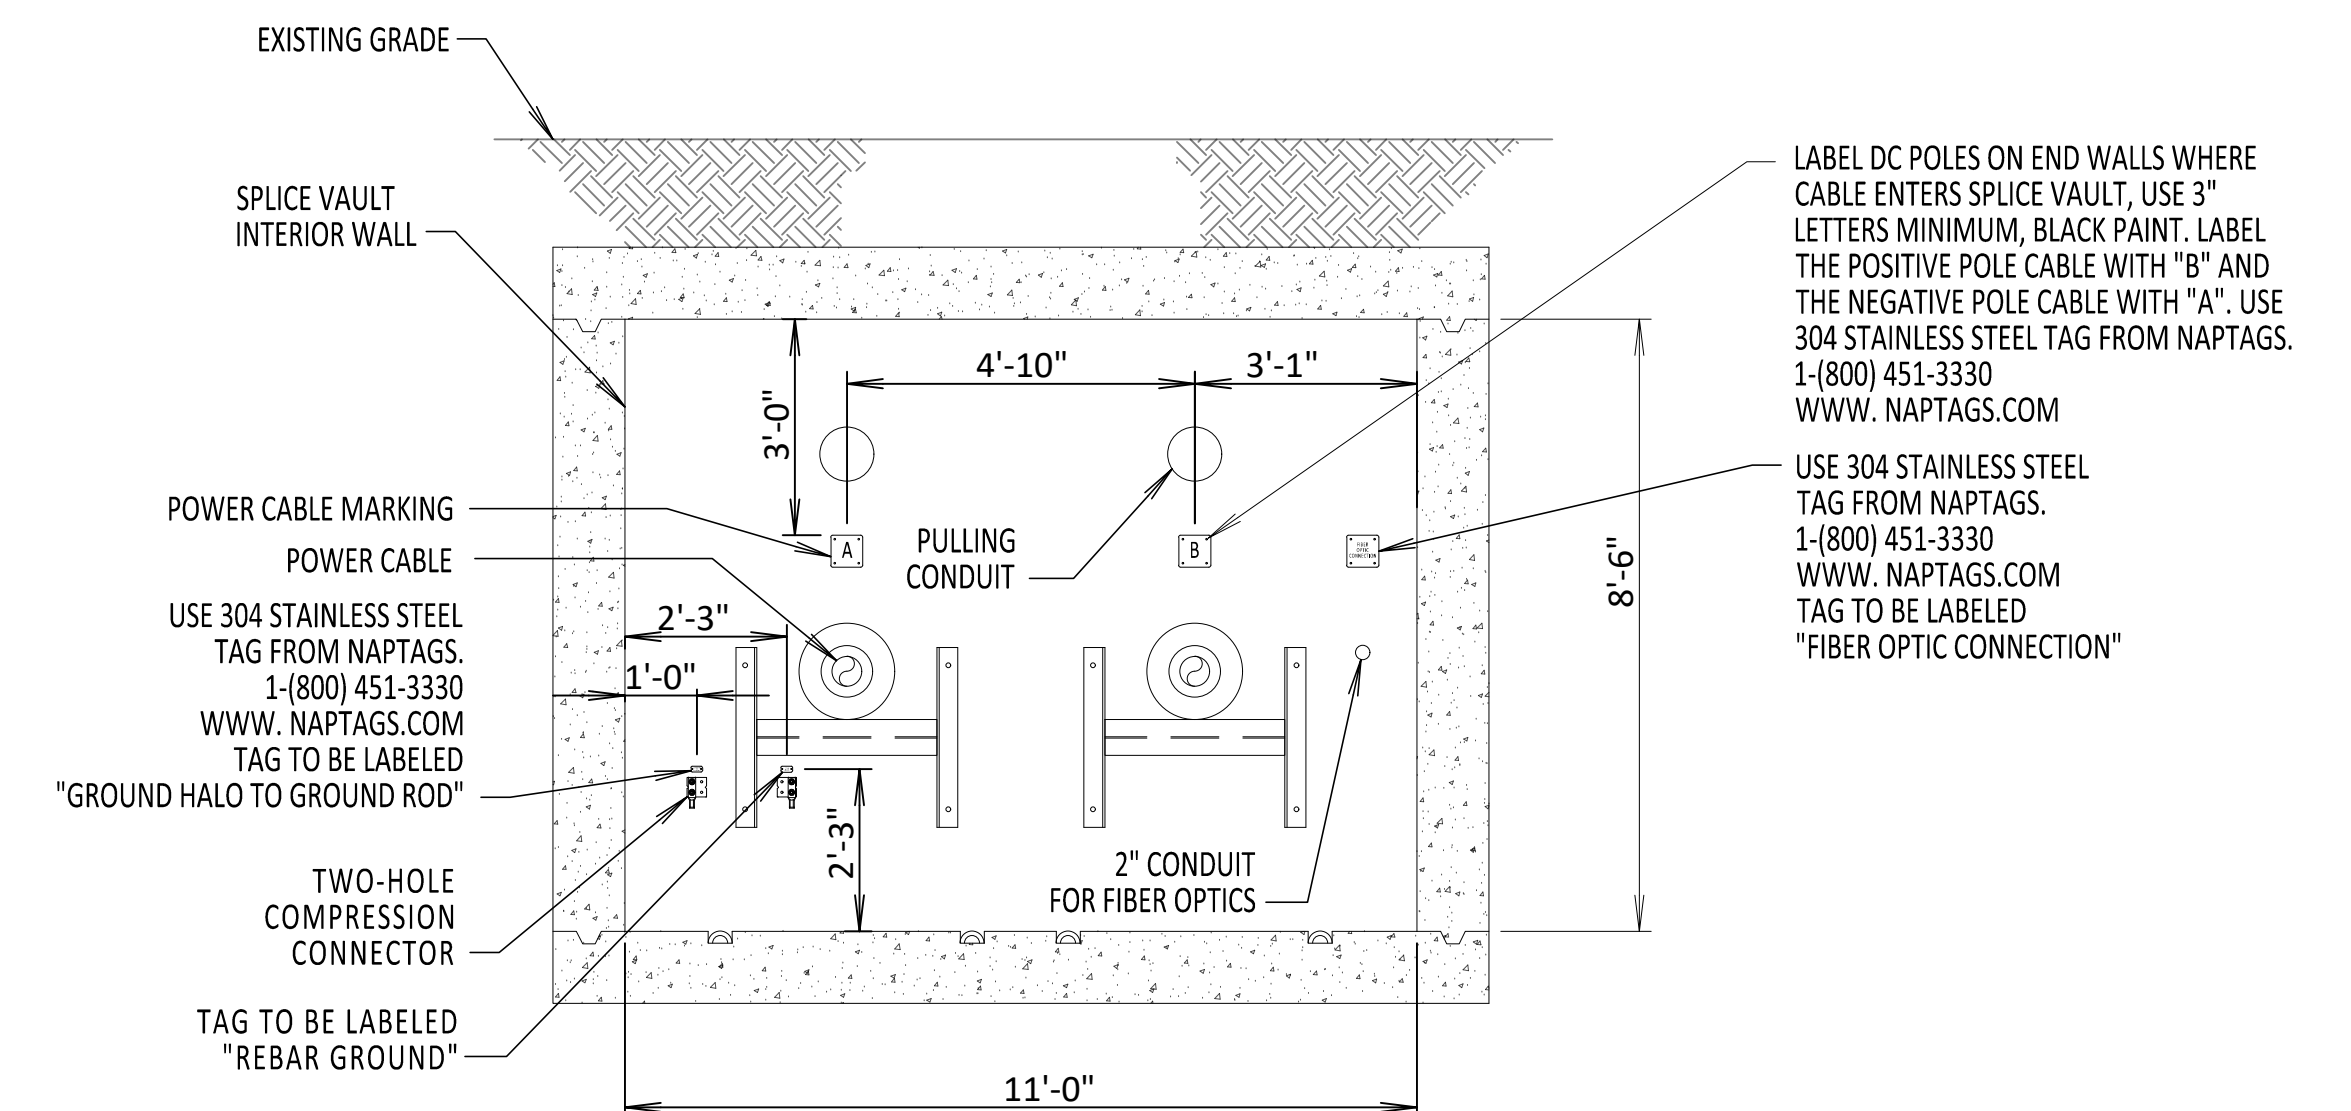 EXISTING GRADE
SPLICE VAULT
INTERIOR WALL
LABEL DC POLES ON END WALLS WHERE
CABLE ENTERS SPLICE VAULT, USE 3"
LETTERS MINIMUM, BLACK PAINT. LABEL
THE POSITIVE POLE CABLE WITH "B" AND
THE NEGATIVE POLE CABLE WITH "A". USE
304 STAINLESS STEEL TAG FROM NAPTAGS.
1-(800) 451-3330
WWW. NAPTAGS.COM
4'-10"
3'-1"
3'-0"
USE 304 STAINLESS STEEL
TAG FROM NAPTAGS.
1-(800) 451-3330
WWW. NAPTAGS.COM
TAG TO BE LABELED
"FIBER OPTIC CONNECTION"
POWER CABLE MARKING
A
PULLING
CONDUIT
B
FIBER
OPTIC
CONNECTION
8'-6"
POWER CABLE
USE 304 STAINLESS STEEL
TAG FROM NAPTAGS.
1-(800) 451-3330
WWW. NAPTAGS.COM
TAG TO BE LABELED
"GROUND HALO TO GROUND ROD"
2'-3"
1'-0"
2'-3"
2" CONDUIT
FOR FIBER OPTICS
TWO-HOLE
COMPRESSION
CONNECTOR
TAG TO BE LABELED
"REBAR GROUND"
11'-0"